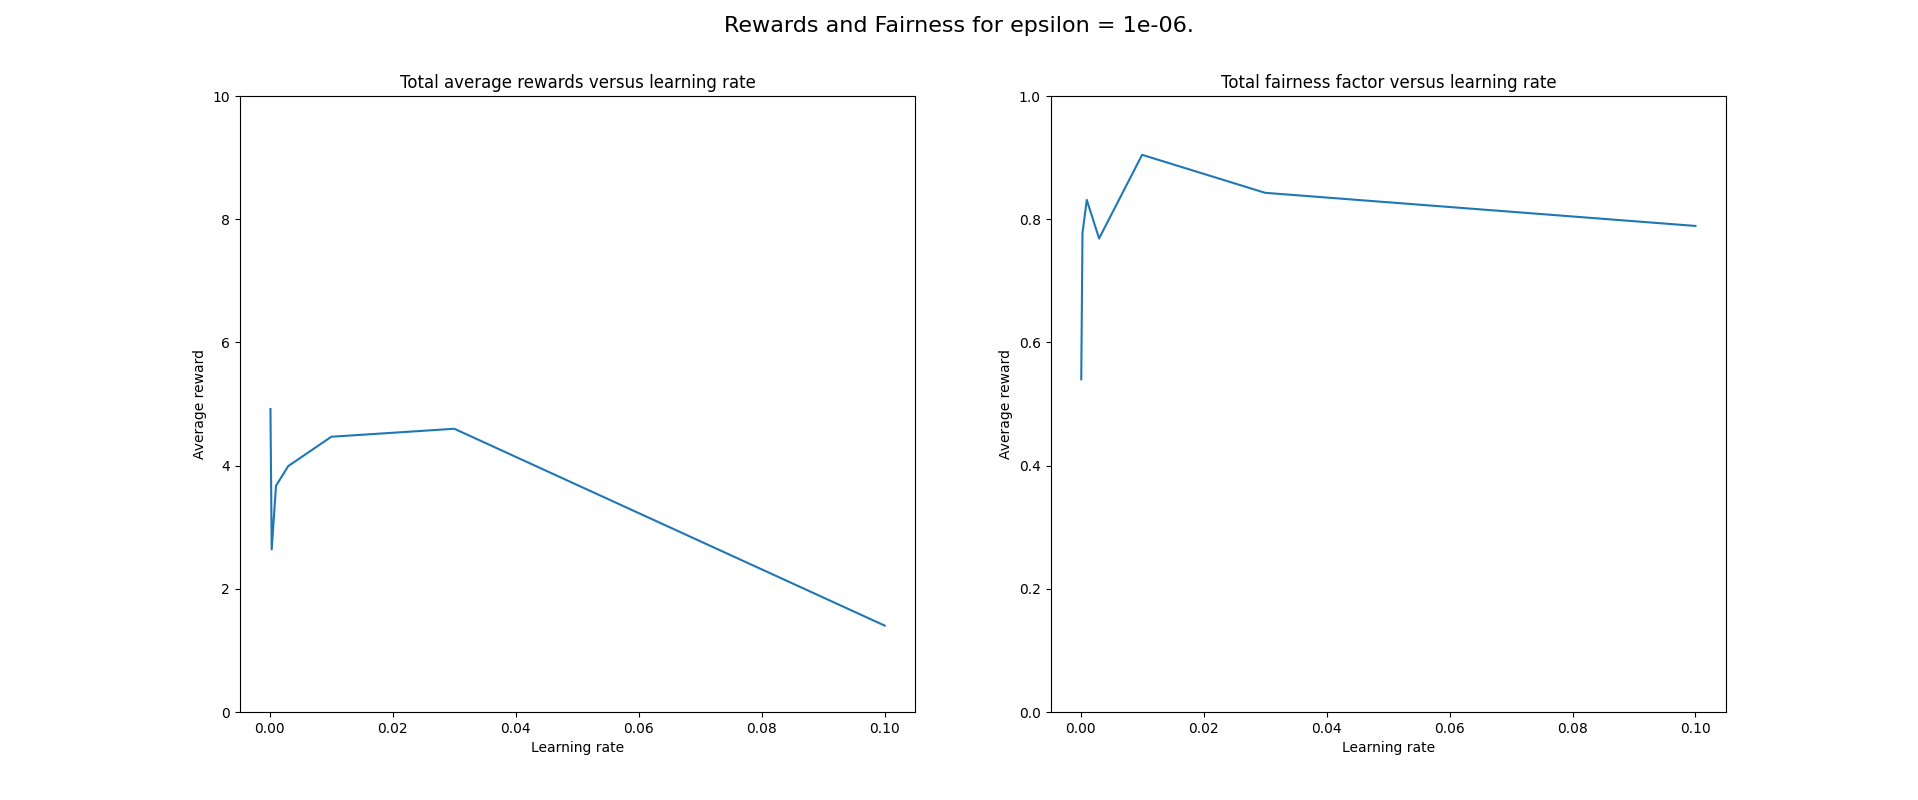 Rewards and Fairness for epsilon = 1e-06.
Total average rewards versus learning rate
10
8
6
4
2
0
Average reward
0.00 0.02 0.04 0.06 0.08 0.10
Learning rate
Total fairness factor versus learning rate
1.0
0.8
0.6
0.4
0.2
0.0
Average reward
0.00 0.02 0.04 0.06 0.08 0.10
Learning rate